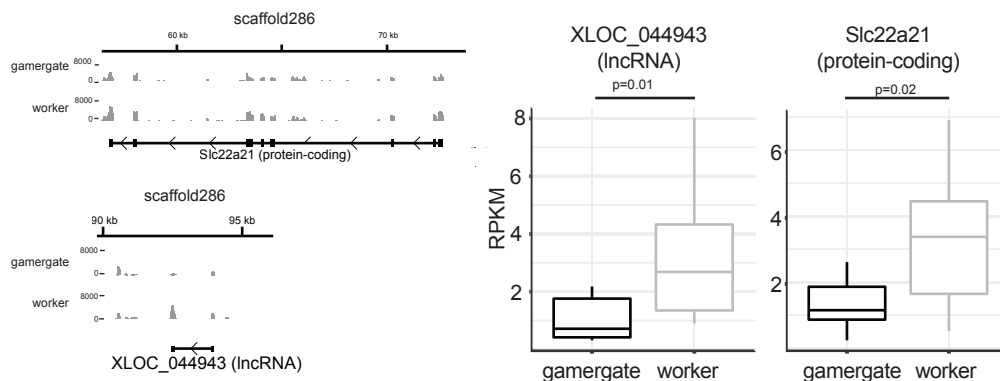 scaffold286
60 kb 70 kb
gamergate 8000
0
worker 8000
0
Slc22a21 (protein-coding)
scaffold286
90 kb 95 kb
gamergate 8000
0
worker 8000
0
XLOC_044943 (lncRNA)
XLOC_044943
(lncRNA)
p=0.01
RPKM
8
6
4
2
gamergate worker
Slc22a21
(protein-coding)
p=0.02
6
4
2
gamergate worker